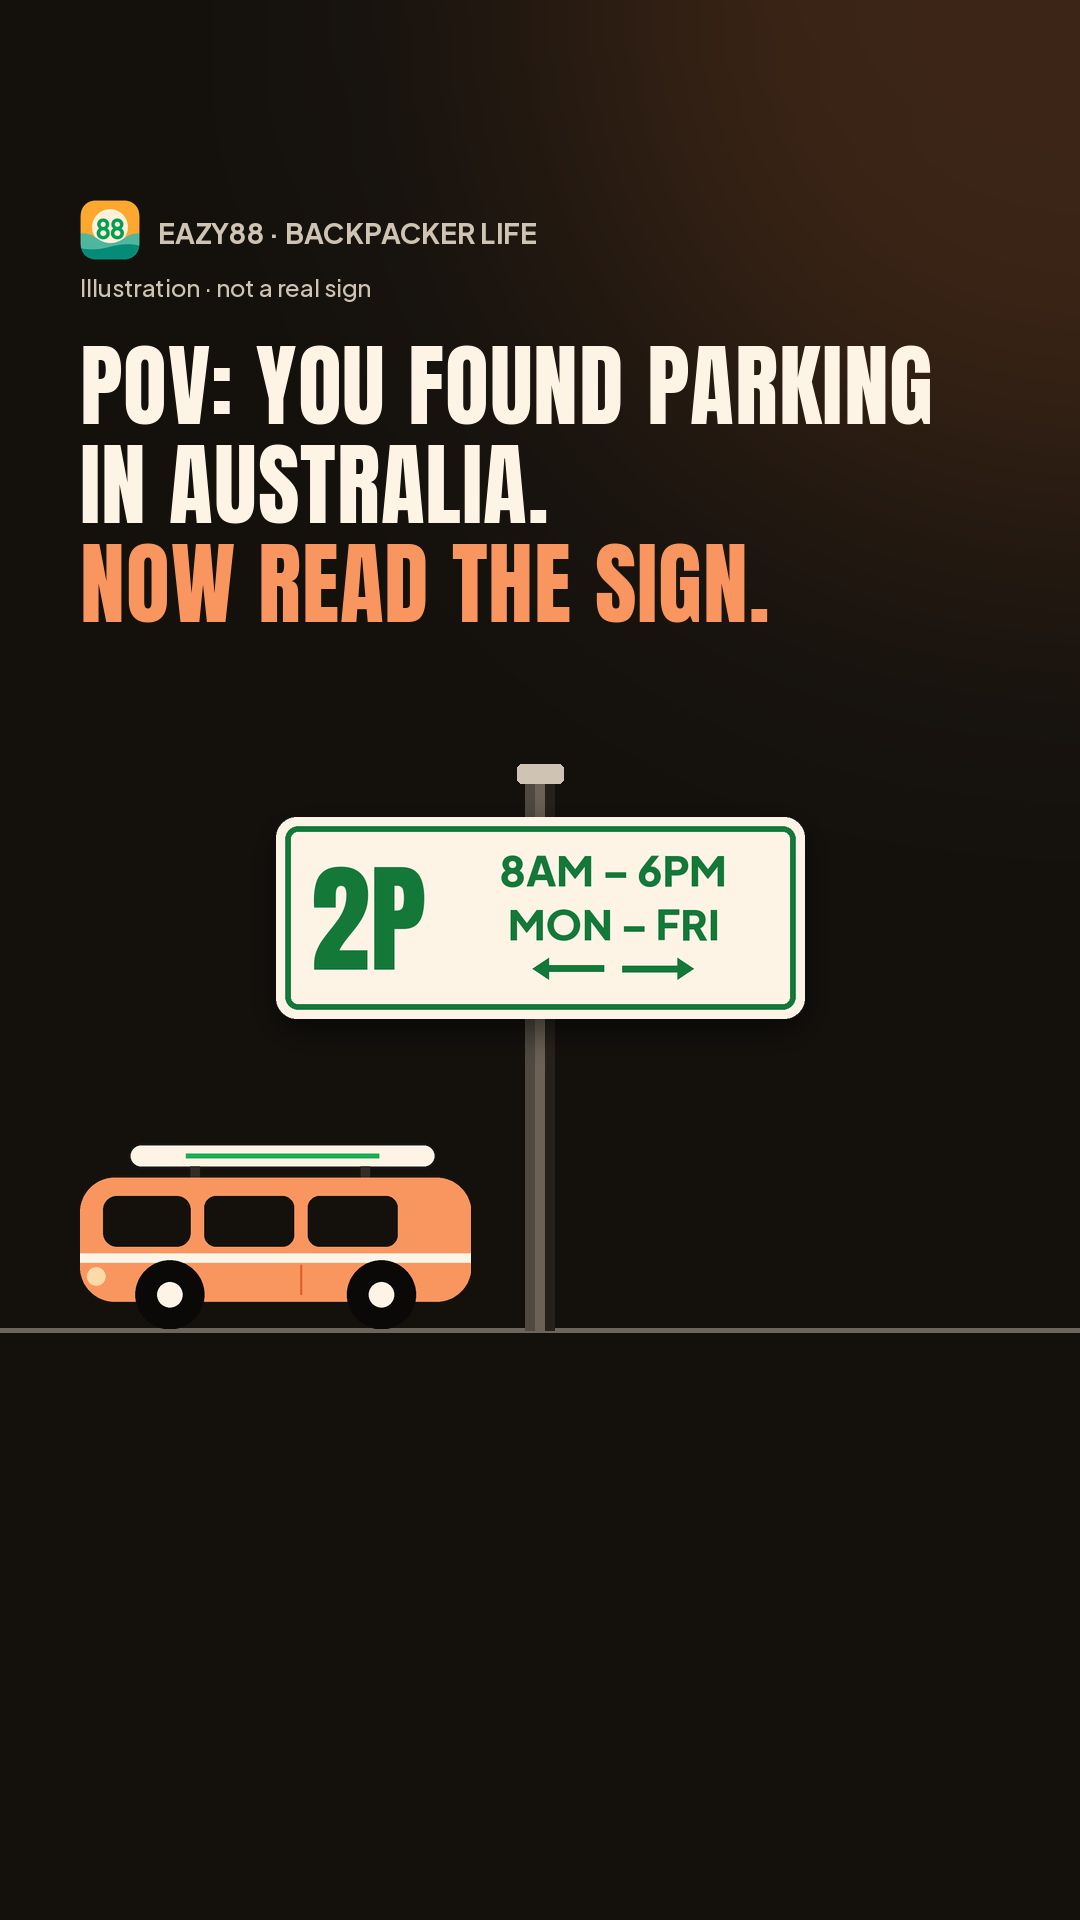 88
EAZY88 · BACKPACKER LIFE
Illustration · not a real sign
POV: YOU FOUND PARKING
IN AUSTRALIA.
NOW READ THE SIGN.
2P
8AM – 6PM
MON – FRI